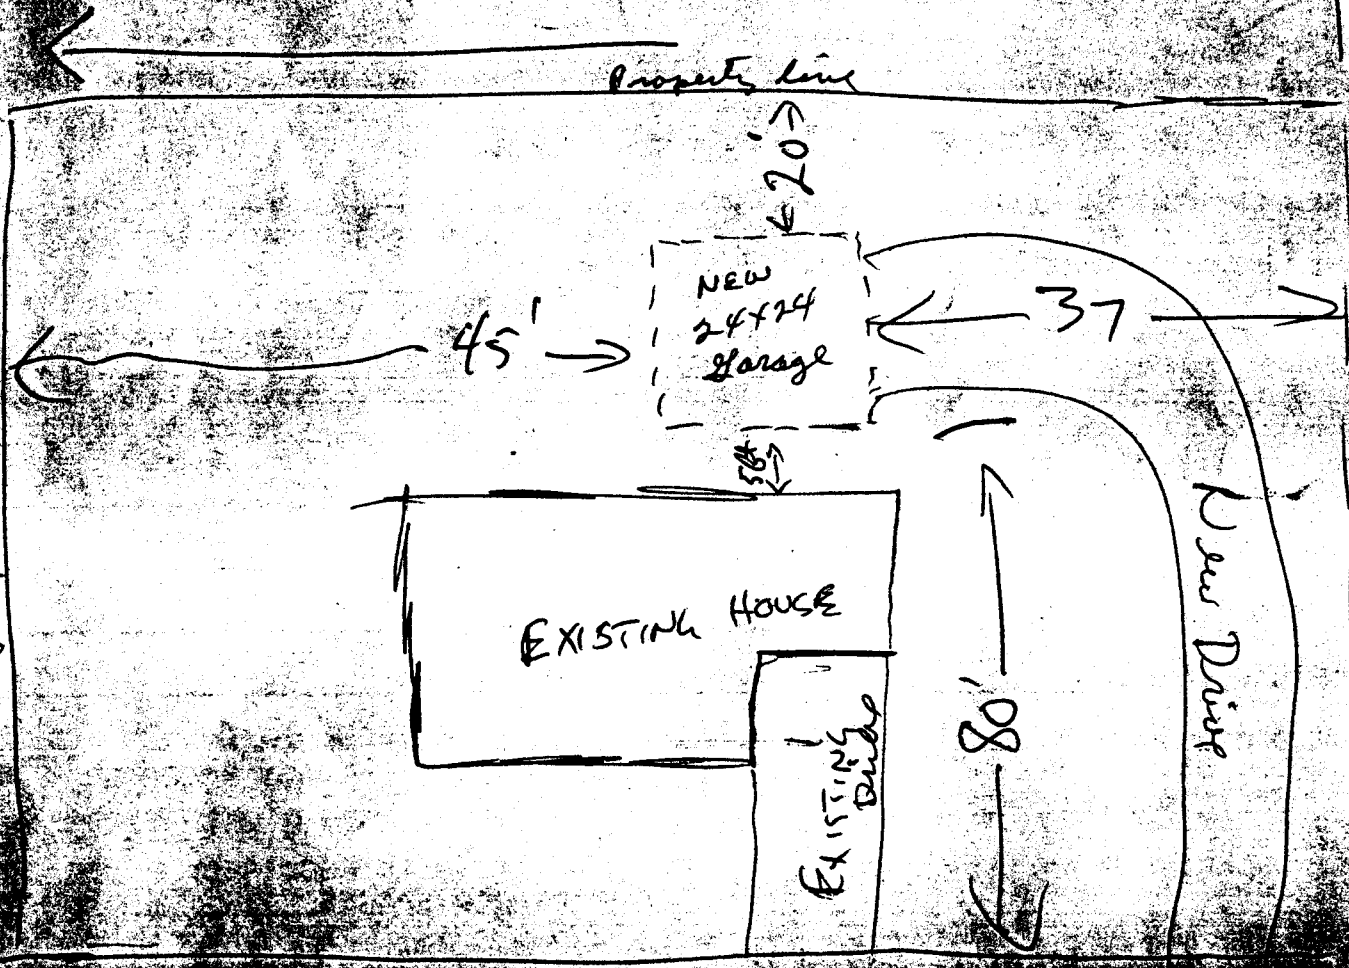 Property line
20'
NEW
24x24
Garage
45'
37
EXISTING HOUSE
80'
New Drive
EXISTING
Drive